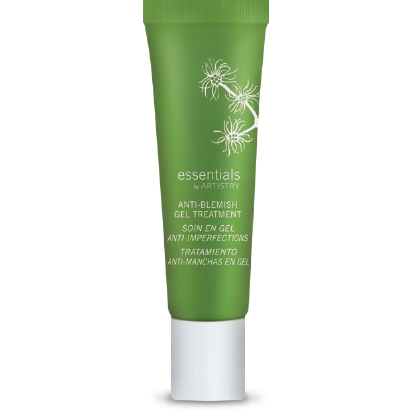 essentials
by ARTISTRY
ANTI-BLEMISH
GEL TREATMENT
SOIN EN GEL
ANTI-IMPERFECTIONS
TRATAMIENTO
ANTI-MANCHAS EN GEL